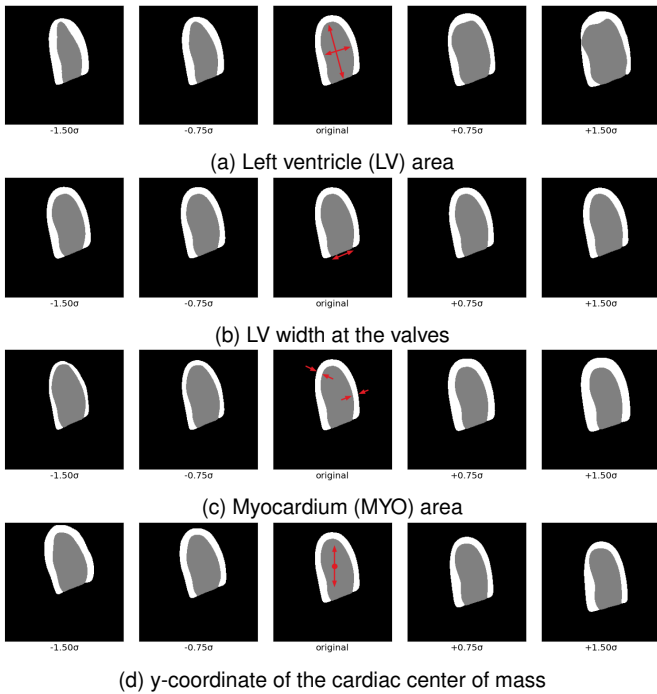 -1.50σ -0.75σ original +0.75σ +1.50σ
(a) Left ventricle (LV) area
-1.50σ -0.75σ original +0.75σ +1.50σ
(b) LV width at the valves
-1.50σ -0.75σ original +0.75σ +1.50σ
(c) Myocardium (MYO) area
-1.50σ -0.75σ original +0.75σ +1.50σ
(d) y-coordinate of the cardiac center of mass